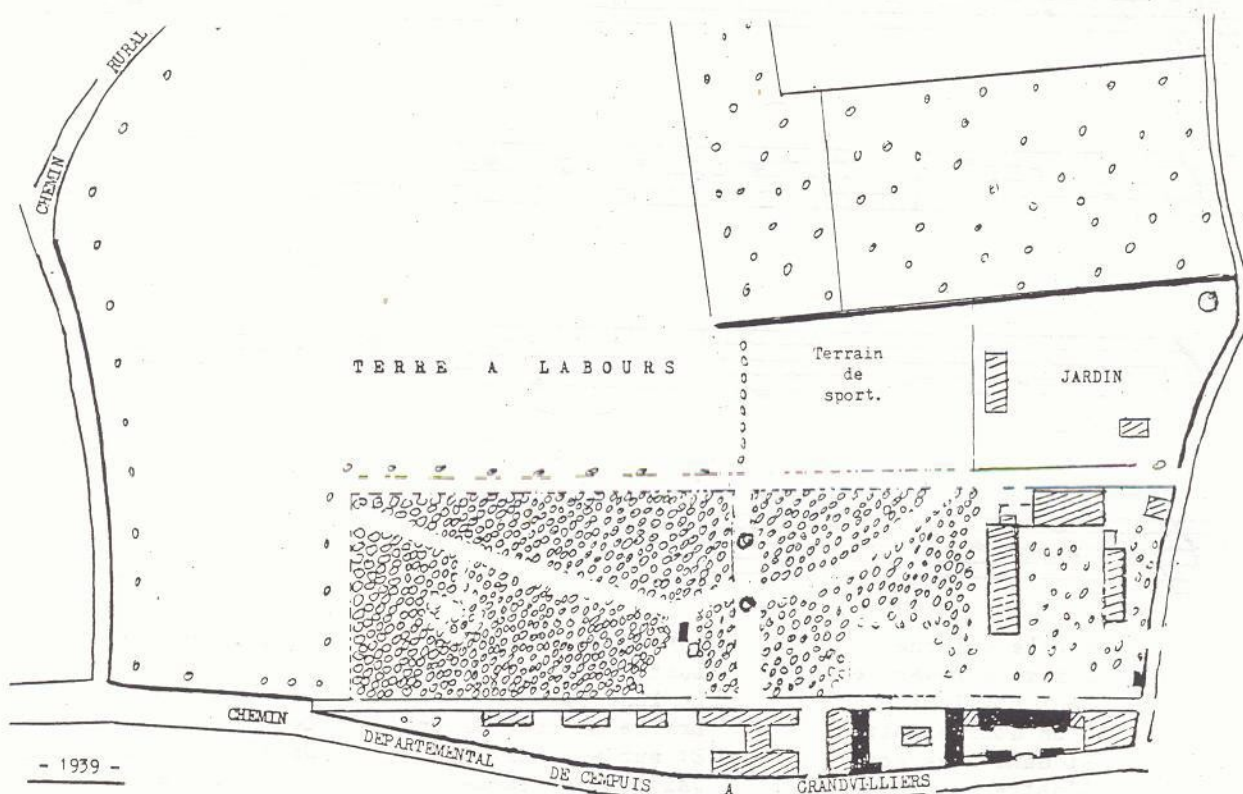 CHEMIN RURAL
TERRE A LABOURS
Terrain
de
sport.
JARDIN
CHEMIN DEPARTEMENTAL DE CEMPUIS A GRANDVILLIERS
- 1939 -